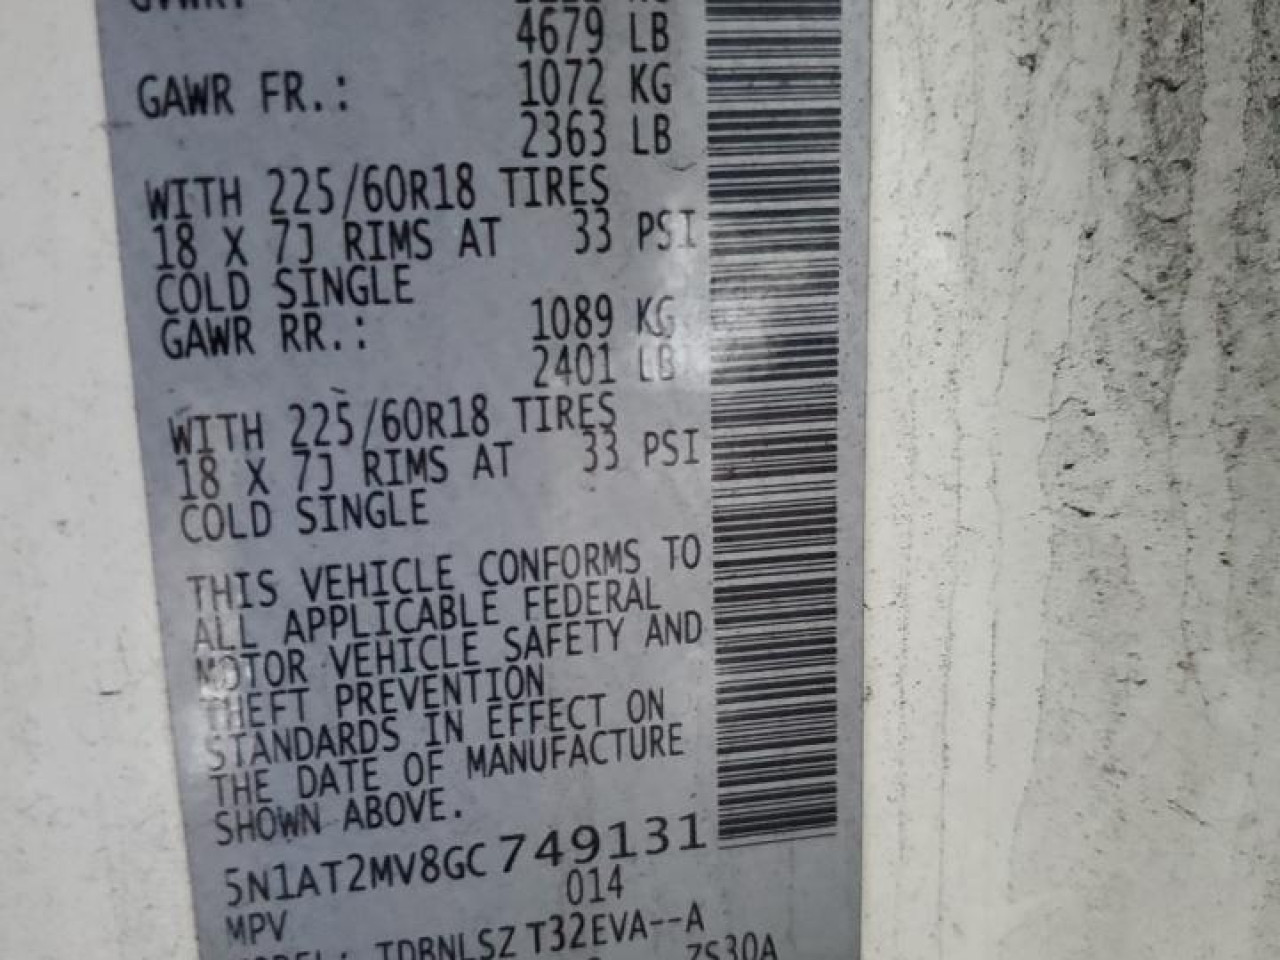 4679 LB
GAWR FR.: 1072 KG
2363 LB
WITH 225/60R18 TIRES
18 X 7J RIMS AT 33 PSI
COLD SINGLE
GAWR RR.: 1089 KG
2401 LB
WITH 225/60R18 TIRES
18 X 7J RIMS AT 33 PSI
COLD SINGLE
THIS VEHICLE CONFORMS TO
ALL APPLICABLE FEDERAL
MOTOR VEHICLE SAFETY AND
THEFT PREVENTION
STANDARDS IN EFFECT ON
THE DATE OF MANUFACTURE
SHOWN ABOVE.
5N1AT2MV8GC749131
MPV 014
TDBNLSZ T32EVA--A
ZS30A